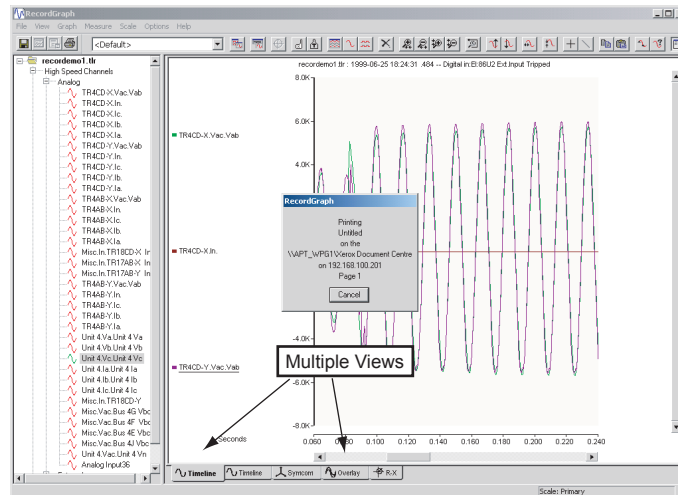 RecordGraph
File View Graph Measure Scale Options Help
<Default>
recordemo1.tlr
High Speed Channels
Analog
TR4CD-X.Vac.Vab
TR4CD-X.In.
TR4CD-X.Ic.
TR4CD-X.Ib.
TR4CD-X.Ia.
TR4CD-Y.Vac.Vab
TR4CD-Y.In.
TR4CD-Y.Ic.
TR4CD-Y.Ib.
TR4CD-Y.Ia.
TR4AB-X.Vac.Vab
TR4AB-X.In.
TR4AB-X.Ic.
TR4AB-X.Ib.
TR4AB-X.Ia.
Misc.In.TR18CD-X In
Misc.In.TR17AB-X In
Misc.In.TR17AB-Y In
TR4AB-Y.Vac.Vab
TR4AB-Y.In.
TR4AB-Y.Ic.
TR4AB-Y.Ib.
TR4AB-Y.Ia.
Unit 4.Va.Unit 4 Va
Unit 4.Vb.Unit 4 Vb
Unit 4.Vc.Unit 4 Vc
Unit 4.Ia.Unit 4 Ia
Unit 4.Ib.Unit 4 Ib
Unit 4.Ic.Unit 4 Ic
Misc.In.TR18CD-Y
Misc.Vac.Bus 4G Vbc
Misc.Vac.Bus 4F Vbc
Misc.Vac.Bus 4E Vbc
Misc.Vac.Bus 4J Vbc
Unit 4.Vac.Unit 4 Vn
Analog Input36
recordemo1.tlr : 1999-06-25 18:24:31 .484 -- Digital in:El:86U2 Ext.Input Tripped
8.0K
6.0K
4.0K
-4.0K
-6.0K
-8.0K
TR4CD-X.Vac.Vab
TR4CD-X.In.
TR4CD-Y.Vac.Vab
RecordGraph
Printing
Untitled
on the
\\APT_WPG1\Xerox Document Centre
on 192.168.100.201
Page 1
Cancel
Multiple Views
Seconds
0.060 0.080 0.100 0.120 0.140 0.160 0.180 0.200 0.220 0.240
Timeline Timeline Symcom Overlay R-X
Scale: Primary